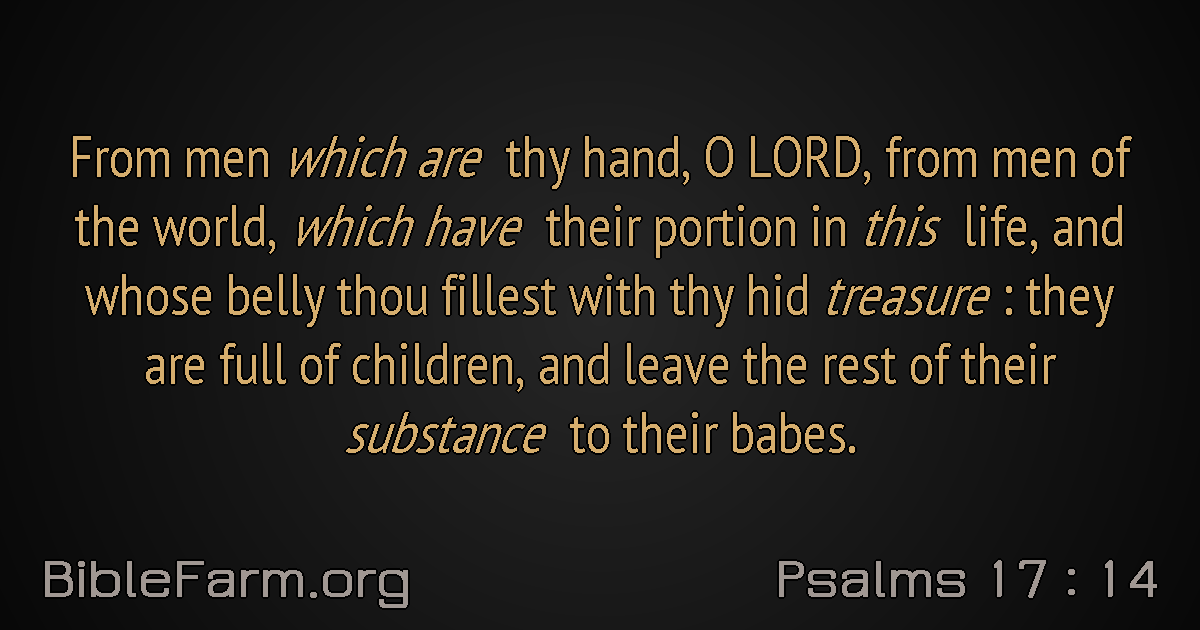 From men which are thy hand, O LORD, from men of
the world, which have their portion in this life, and
whose belly thou fillest with thy hid treasure : they
are full of children, and leave the rest of their
substance to their babes.
BibleFarm.org
Psalms 17 : 14